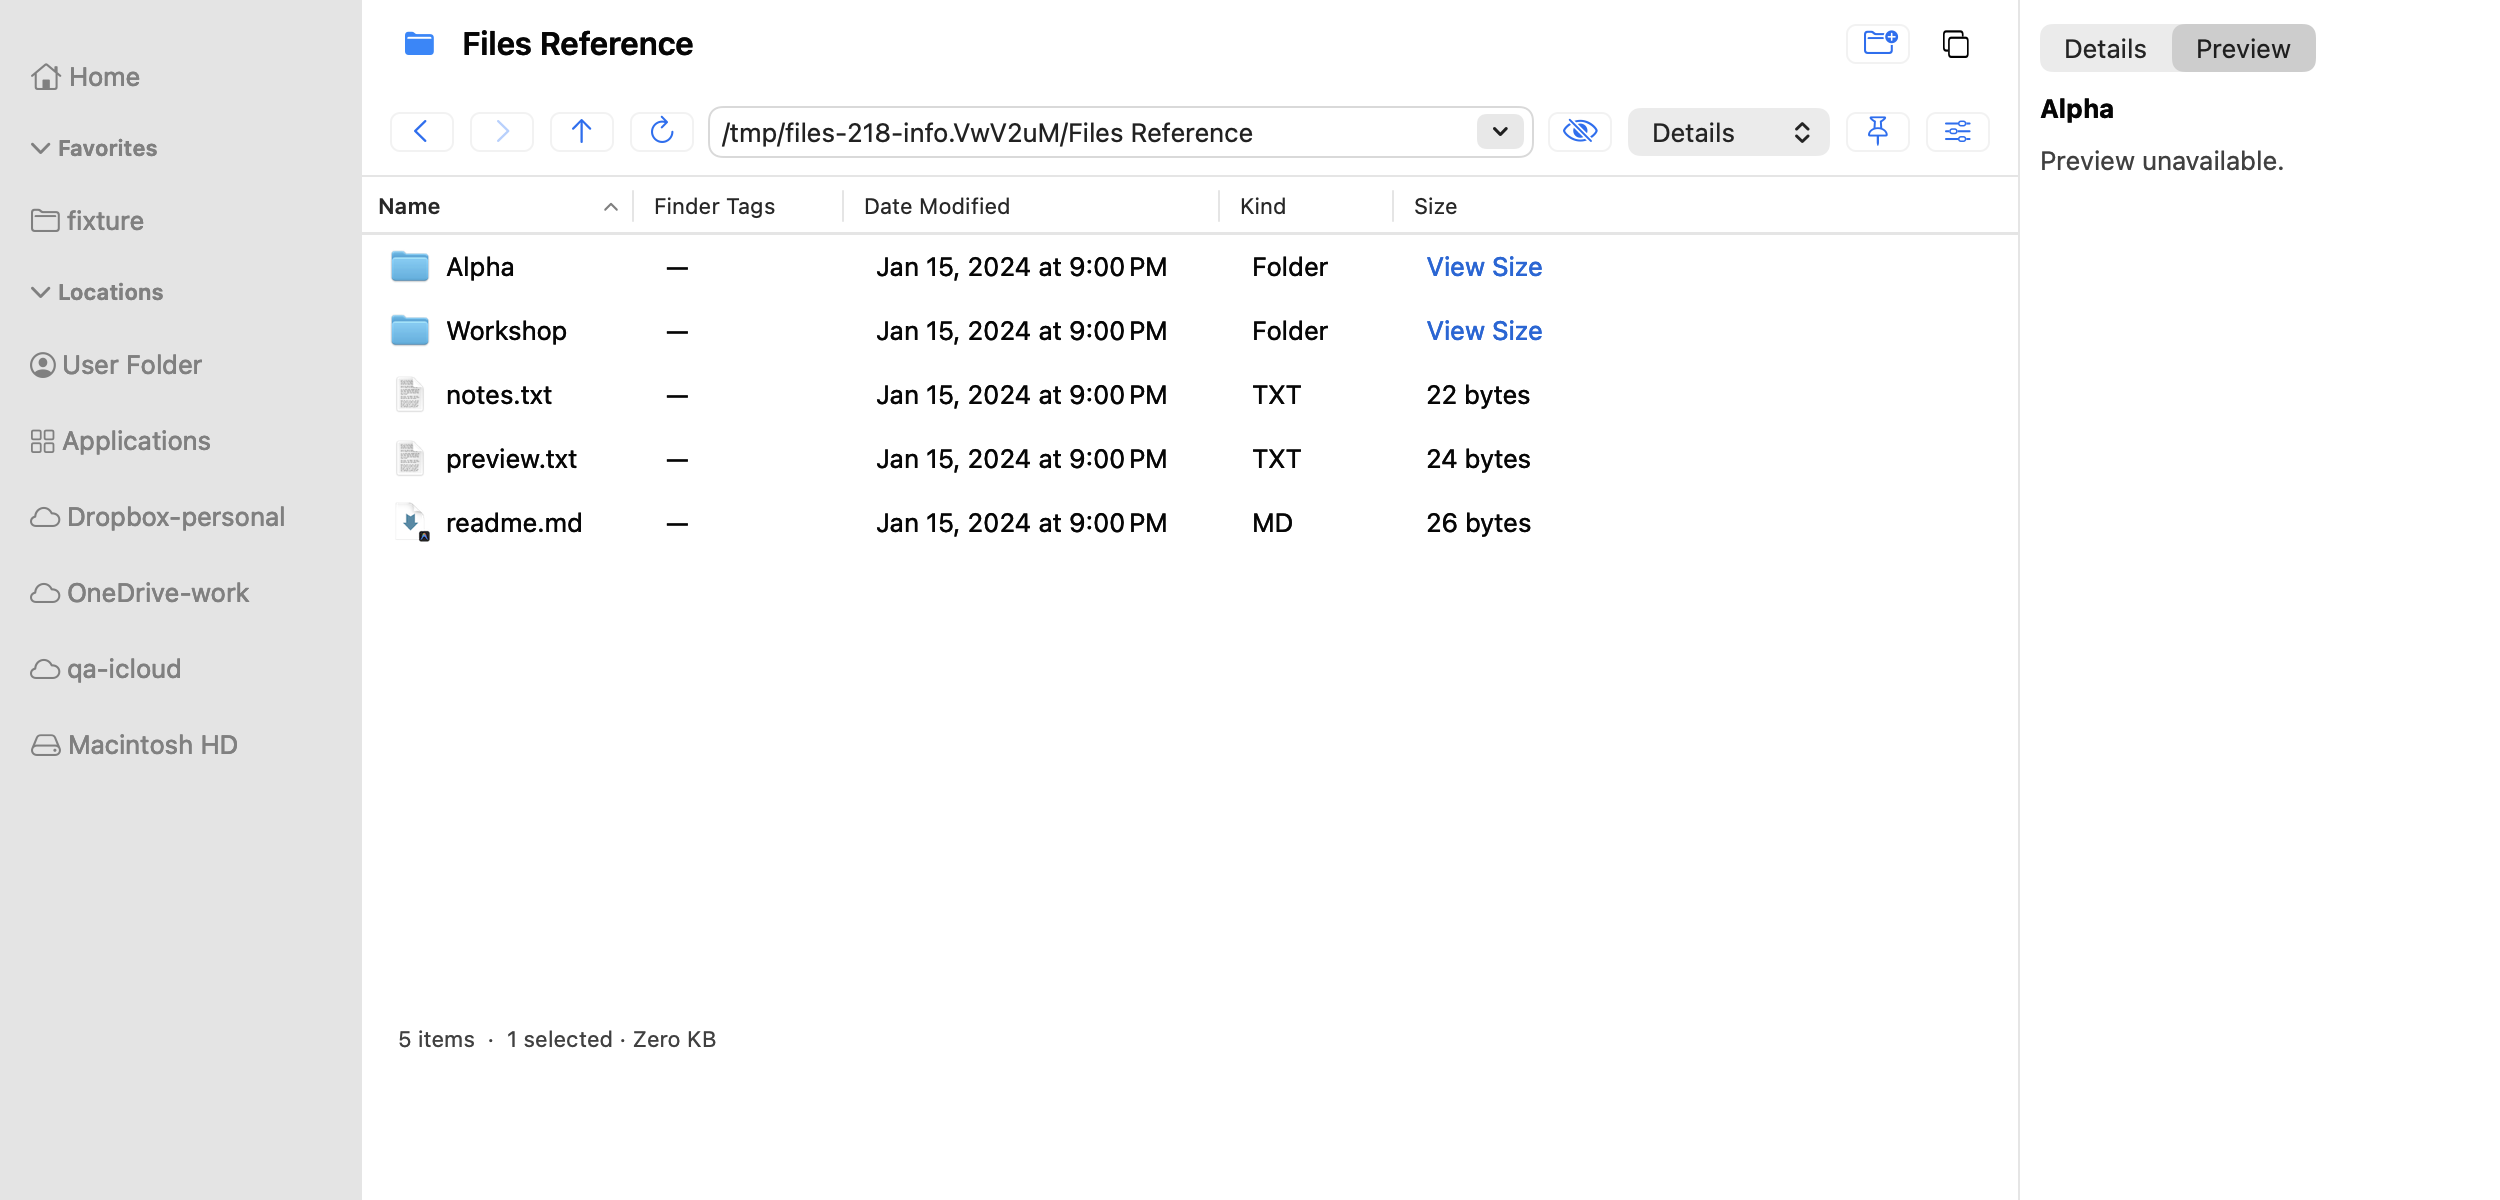 Home
Favorites
fixture
Locations
User Folder
Applications
Dropbox-personal
OneDrive-work
qa-icloud
Macintosh HD
Files Reference
/tmp/files-218-info.VwV2uM/Files Reference
Details
Name Finder Tags Date Modified Kind Size
Alpha — Jan 15, 2024 at 9:00 PM Folder View Size
Workshop — Jan 15, 2024 at 9:00 PM Folder View Size
notes.txt — Jan 15, 2024 at 9:00 PM TXT 22 bytes
preview.txt — Jan 15, 2024 at 9:00 PM TXT 24 bytes
readme.md — Jan 15, 2024 at 9:00 PM MD 26 bytes
5 items · 1 selected · Zero KB
Details Preview
Alpha
Preview unavailable.